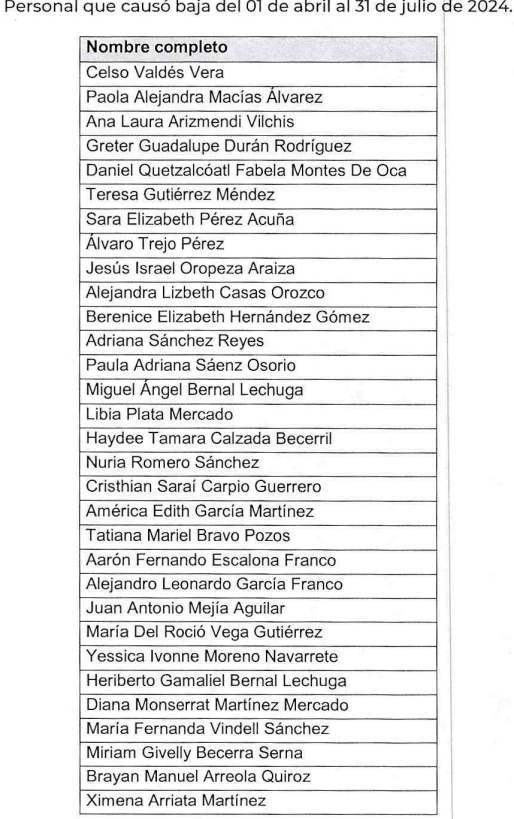 Personal que causó baja del 01 de abril al 31 de julio de 2024.
Nombre completo
Celso Valdés Vera
Paola Alejandra Macías Álvarez
Ana Laura Arizmendi Vilchis
Greter Guadalupe Durán Rodríguez
Daniel Quetzalcóatl Fabela Montes De Oca
Teresa Gutiérrez Méndez
Sara Elizabeth Pérez Acuña
Álvaro Trejo Pérez
Jesús Israel Oropeza Araiza
Alejandra Lizbeth Casas Orozco
Berenice Elizabeth Hernández Gómez
Adriana Sánchez Reyes
Paula Adriana Sáenz Osorio
Miguel Ángel Bernal Lechuga
Libia Plata Mercado
Haydee Tamara Calzada Becerril
Nuria Romero Sánchez
Cristhian Saraí Carpio Guerrero
América Edith García Martínez
Tatiana Mariel Bravo Pozos
Aarón Fernando Escalona Franco
Alejandro Leonardo García Franco
Juan Antonio Mejía Aguilar
María Del Roció Vega Gutiérrez
Yessica Ivonne Moreno Navarrete
Heriberto Gamaliel Bernal Lechuga
Diana Monserrat Martínez Mercado
María Fernanda Vindell Sánchez
Miriam Givelly Becerra Serna
Brayan Manuel Arreola Quiroz
Ximena Arriata Martínez